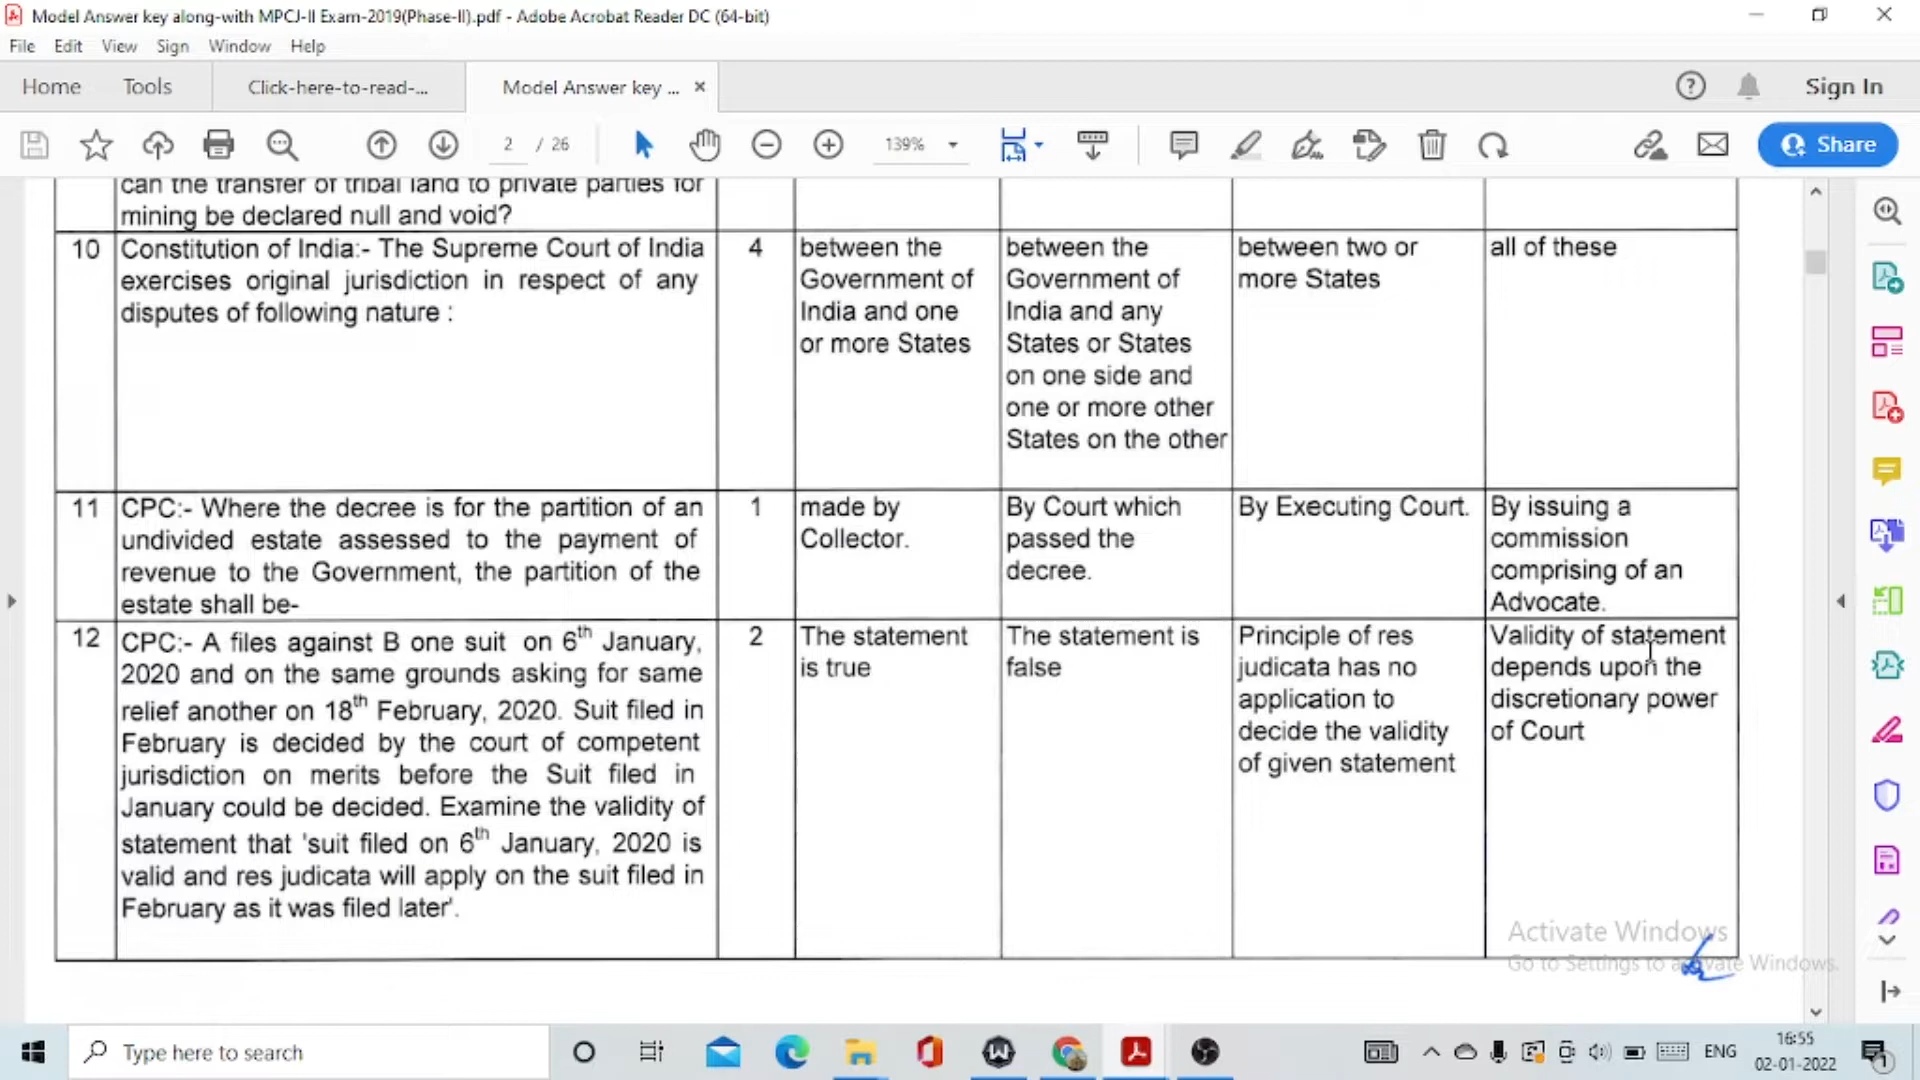 Model Answer key along-with MPCJ-II Exam-2019(Phase-II).pdf - Adobe Acrobat Reader DC (64-bit)
File Edit View Sign Window Help
Home Tools Click-here-to-read-... Model Answer key ... × Sign In
2 / 26 139% Share
can the transfer of tribal land to private parties for
mining be declared null and void?
10
Constitution of India:- The Supreme Court of India
exercises original jurisdiction in respect of any
disputes of following nature :
4
between the
Government of
India and one
or more States
between the
Government of
India and any
States or States
on one side and
one or more other
States on the other
between two or
more States
all of these
11
CPC:- Where the decree is for the partition of an
undivided estate assessed to the payment of
revenue to the Government, the partition of the
estate shall be-
1
made by
Collector.
By Court which
passed the
decree.
By Executing Court.
By issuing a
commission
comprising of an
Advocate.
12
CPC:- A files against B one suit on 6th January,
2020 and on the same grounds asking for same
relief another on 18th February, 2020. Suit filed in
February is decided by the court of competent
jurisdiction on merits before the Suit filed in
January could be decided. Examine the validity of
statement that 'suit filed on 6th January, 2020 is
valid and res judicata will apply on the suit filed in
February as it was filed later'.
2
The statement
is true
The statement is
false
Principle of res
judicata has no
application to
decide the validity
of given statement
Validity of statement
depends upon the
discretionary power
of Court
Activate Windows
Go to Settings to activate Windows.
Type here to search
ENG
16:55
02-01-2022
1